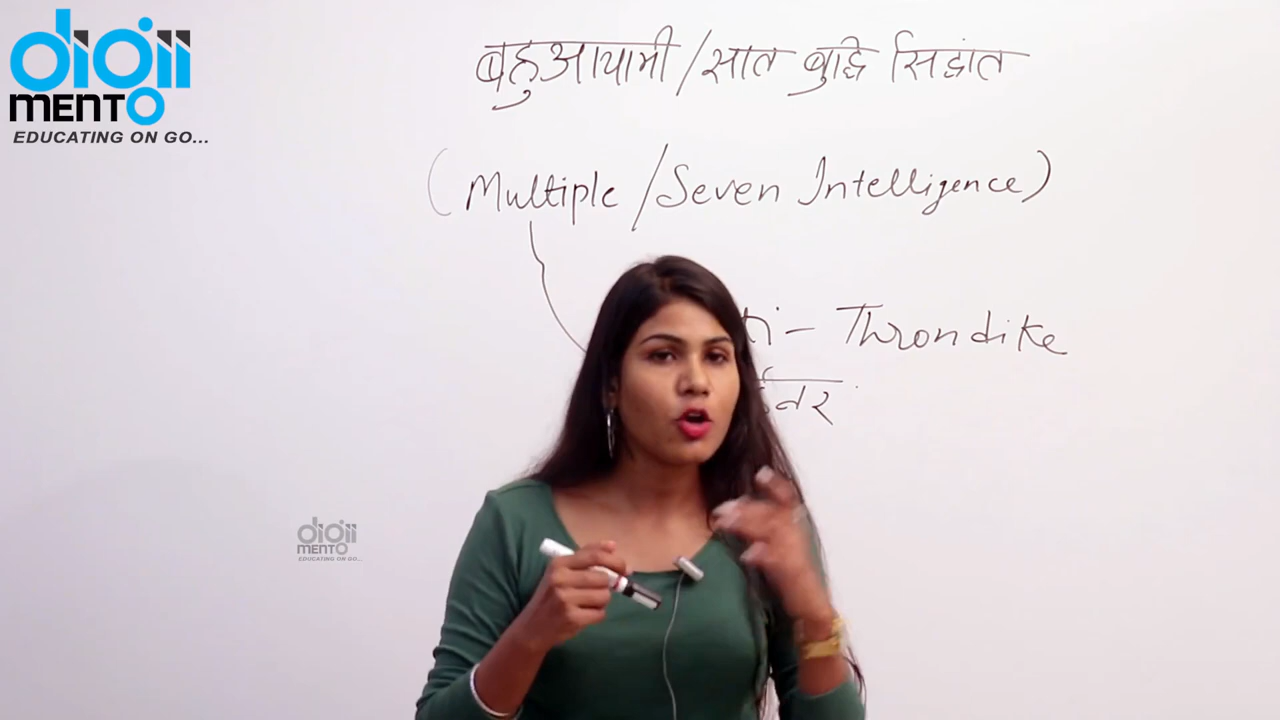 digii
MENTO
EDUCATING ON GO...
बहुआयामी/सात बुद्धि सिद्धांत
(Multiple/Seven Intelligence)
- Throndike
digii
MENTO
EDUCATING ON GO...